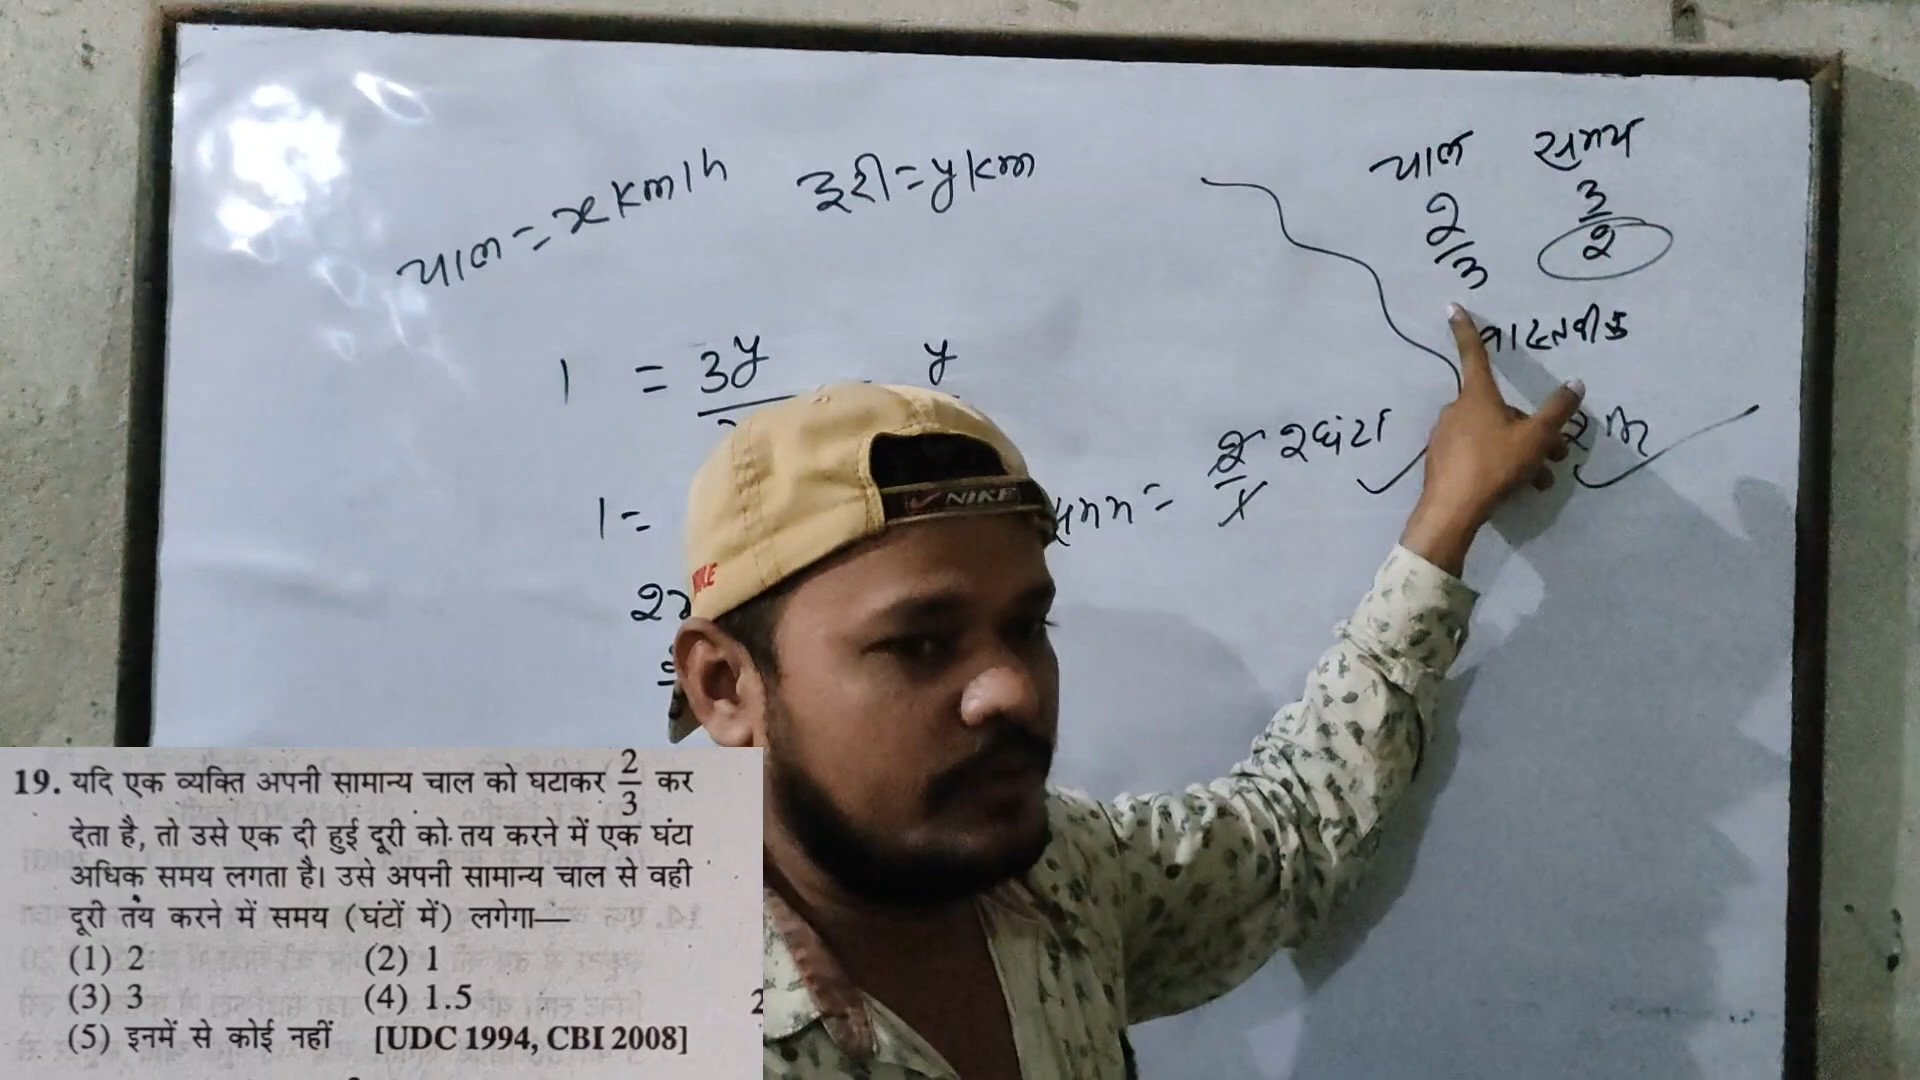 चाल = x km/h दूरी = y km
चाल समय
2/3 3/2
1 = 3y y
1 =
= 2/x 2 घंटा
NIKE
19. यदि एक व्यक्ति अपनी सामान्य चाल को घटाकर 2/3 कर
देता है, तो उसे एक दी हुई दूरी को तय करने में एक घंटा
अधिक समय लगता है। उसे अपनी सामान्य चाल से वही
दूरी तय करने में समय (घंटों में) लगेगा—
(1) 2 (2) 1
(3) 3 (4) 1.5
(5) इनमें से कोई नहीं [UDC 1994, CBI 2008]